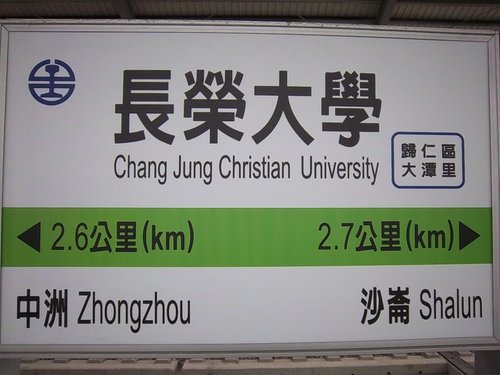 長榮大學
Chang Jung Christian University
歸仁區
大潭里
2.6公里(km)
2.7公里(km)
中洲 Zhongzhou
沙崙 Shalun